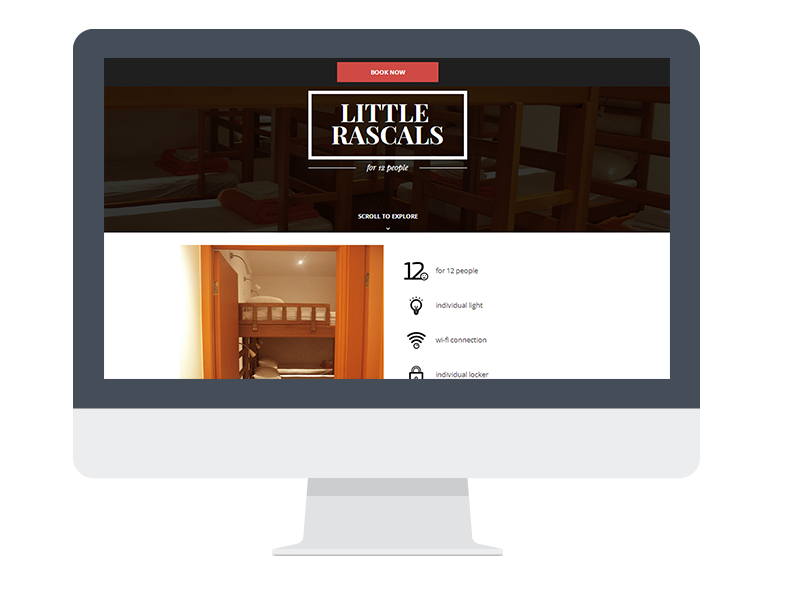 BOOK NOW
LITTLE
RASCALS
for 12 people
SCROLL TO EXPLORE
12 for 12 people
individual light
wi-fi connection
individual locker